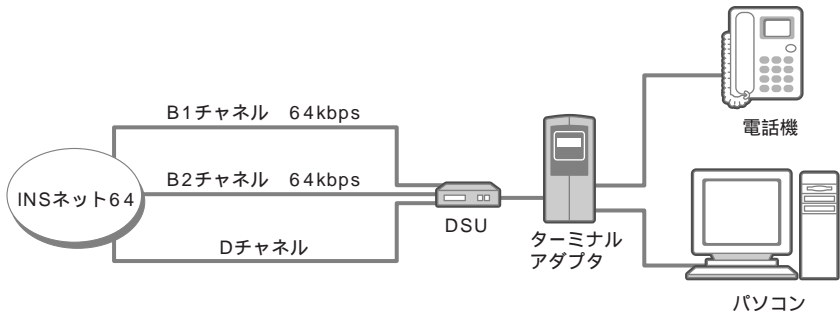 B1チャネル 64kbps
電話機
INSネット64
B2チャネル 64kbps
DSU
ターミナル
アダプタ
Dチャネル
パソコン